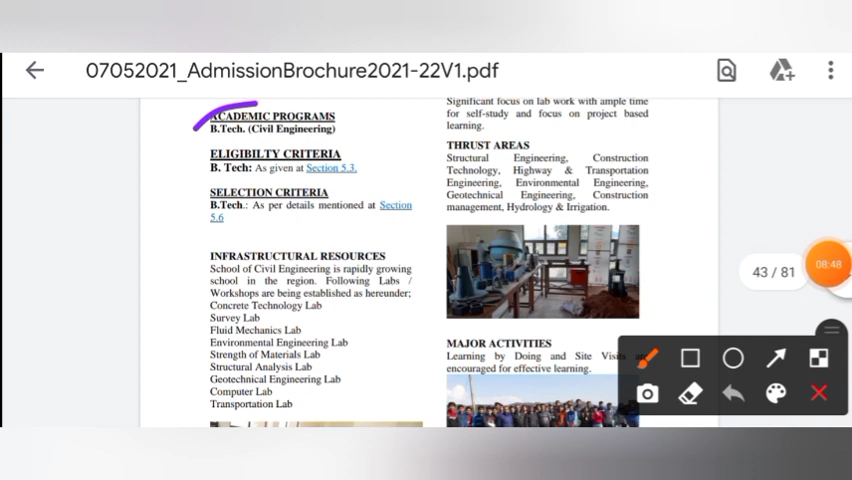 07052021_AdmissionBrochure2021-22V1.pdf
ACADEMIC PROGRAMS
B.Tech. (Civil Engineering)
ELIGIBILTY CRITERIA
B. Tech: As given at Section 5.3.
SELECTION CRITERIA
B.Tech.: As per details mentioned at Section
5.6
INFRASTRUCTURAL RESOURCES
School of Civil Engineering is rapidly growing
school in the region. Following Labs /
Workshops are being established as hereunder;
Concrete Technology Lab
Survey Lab
Fluid Mechanics Lab
Environmental Engineering Lab
Strength of Materials Lab
Structural Analysis Lab
Geotechnical Engineering Lab
Computer Lab
Transportation Lab
Significant focus on lab work with ample time
for self-study and focus on project based
learning.
THRUST AREAS
Structural Engineering, Construction
Technology, Highway & Transportation
Engineering, Environmental Engineering,
Geotechnical Engineering, Construction
management, Hydrology & Irrigation.
MAJOR ACTIVITIES
Learning by Doing and Site Visits
encouraged for effective learning.
43 / 81
08:48